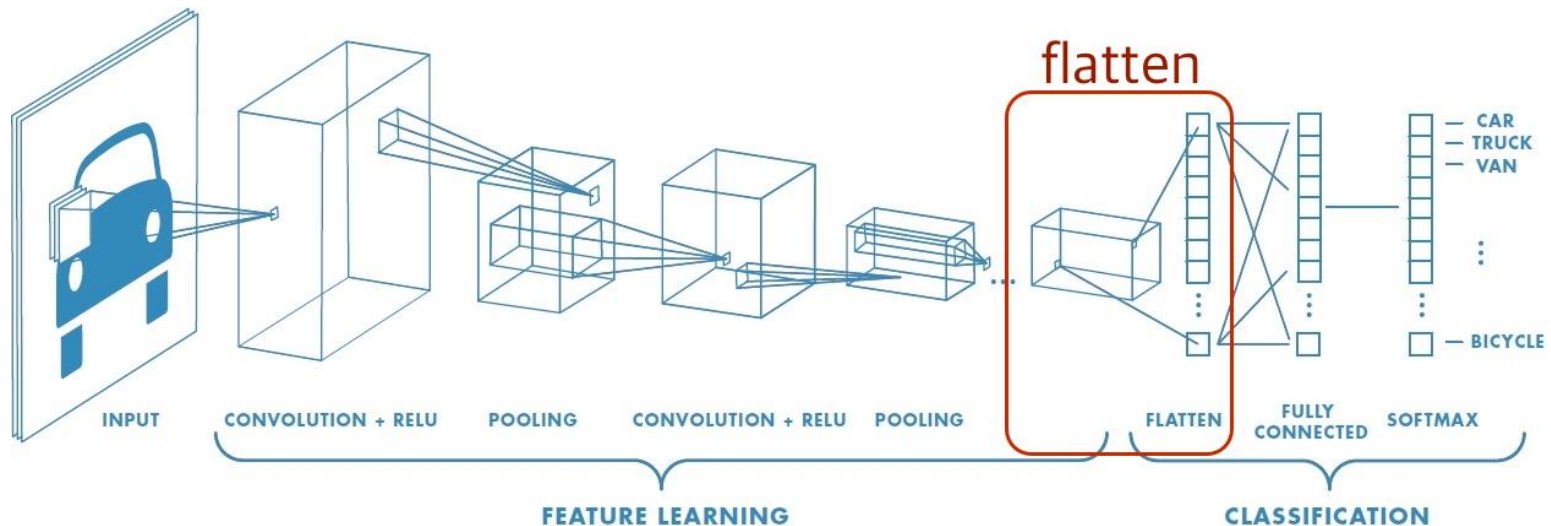 flatten
CAR
TRUCK
VAN
BICYCLE
INPUT
CONVOLUTION + RELU
POOLING
CONVOLUTION + RELU
POOLING
FLATTEN
FULLY
CONNECTED
SOFTMAX
FEATURE LEARNING
CLASSIFICATION